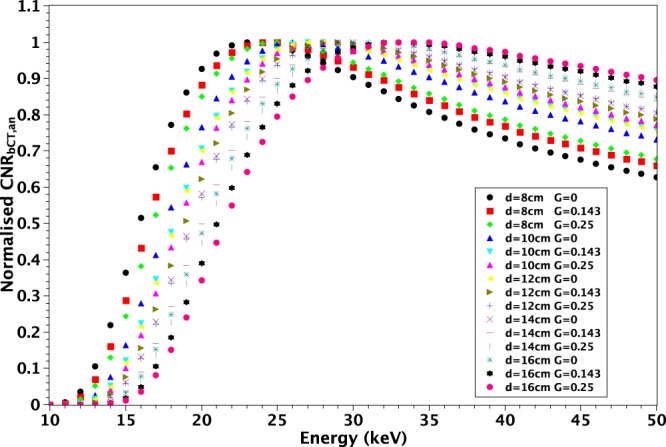 1.1
1
0.9
0.8
0.7
0.6
0.5
0.4
0.3
0.2
0.1
0
Normalised CNRbCT,an
d=8cm G=0
d=8cm G=0.143
d=8cm G=0.25
d=10cm G=0
d=10cm G=0.143
d=10cm G=0.25
d=12cm G=0
d=12cm G=0.143
d=12cm G=0.25
d=14cm G=0
d=14cm G=0.143
d=14cm G=0.25
d=16cm G=0
d=16cm G=0.143
d=16cm G=0.25
10 15 20 25 30 35 40 45 50
Energy (keV)